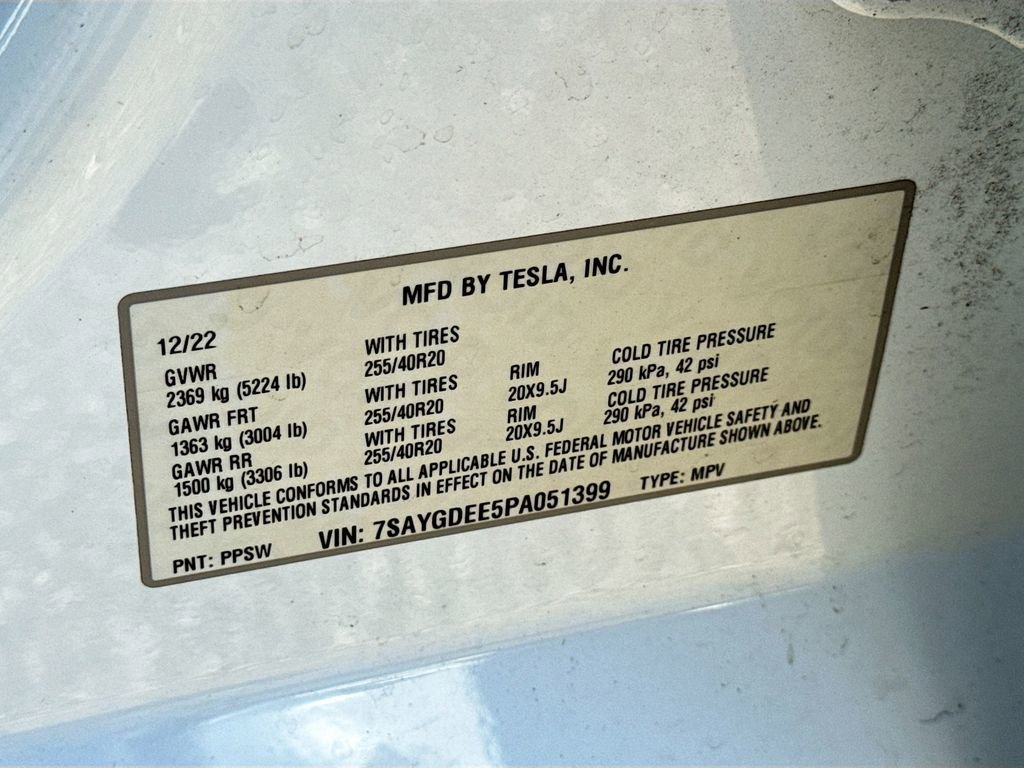 MFD BY TESLA, INC.
12/22
GVWR WITH TIRES
2369 kg (5224 lb) 255/40R20
GAWR FRT WITH TIRES RIM COLD TIRE PRESSURE
1363 kg (3004 lb) 255/40R20 20X9.5J 290 kPa, 42 psi
GAWR RR WITH TIRES RIM COLD TIRE PRESSURE
1500 kg (3306 lb) 255/40R20 20X9.5J 290 kPa, 42 psi
THIS VEHICLE CONFORMS TO ALL APPLICABLE U.S. FEDERAL MOTOR VEHICLE SAFETY AND
THEFT PREVENTION STANDARDS IN EFFECT ON THE DATE OF MANUFACTURE SHOWN ABOVE.
PNT: PPSW VIN: 7SAYGDEE5PA051399 TYPE: MPV